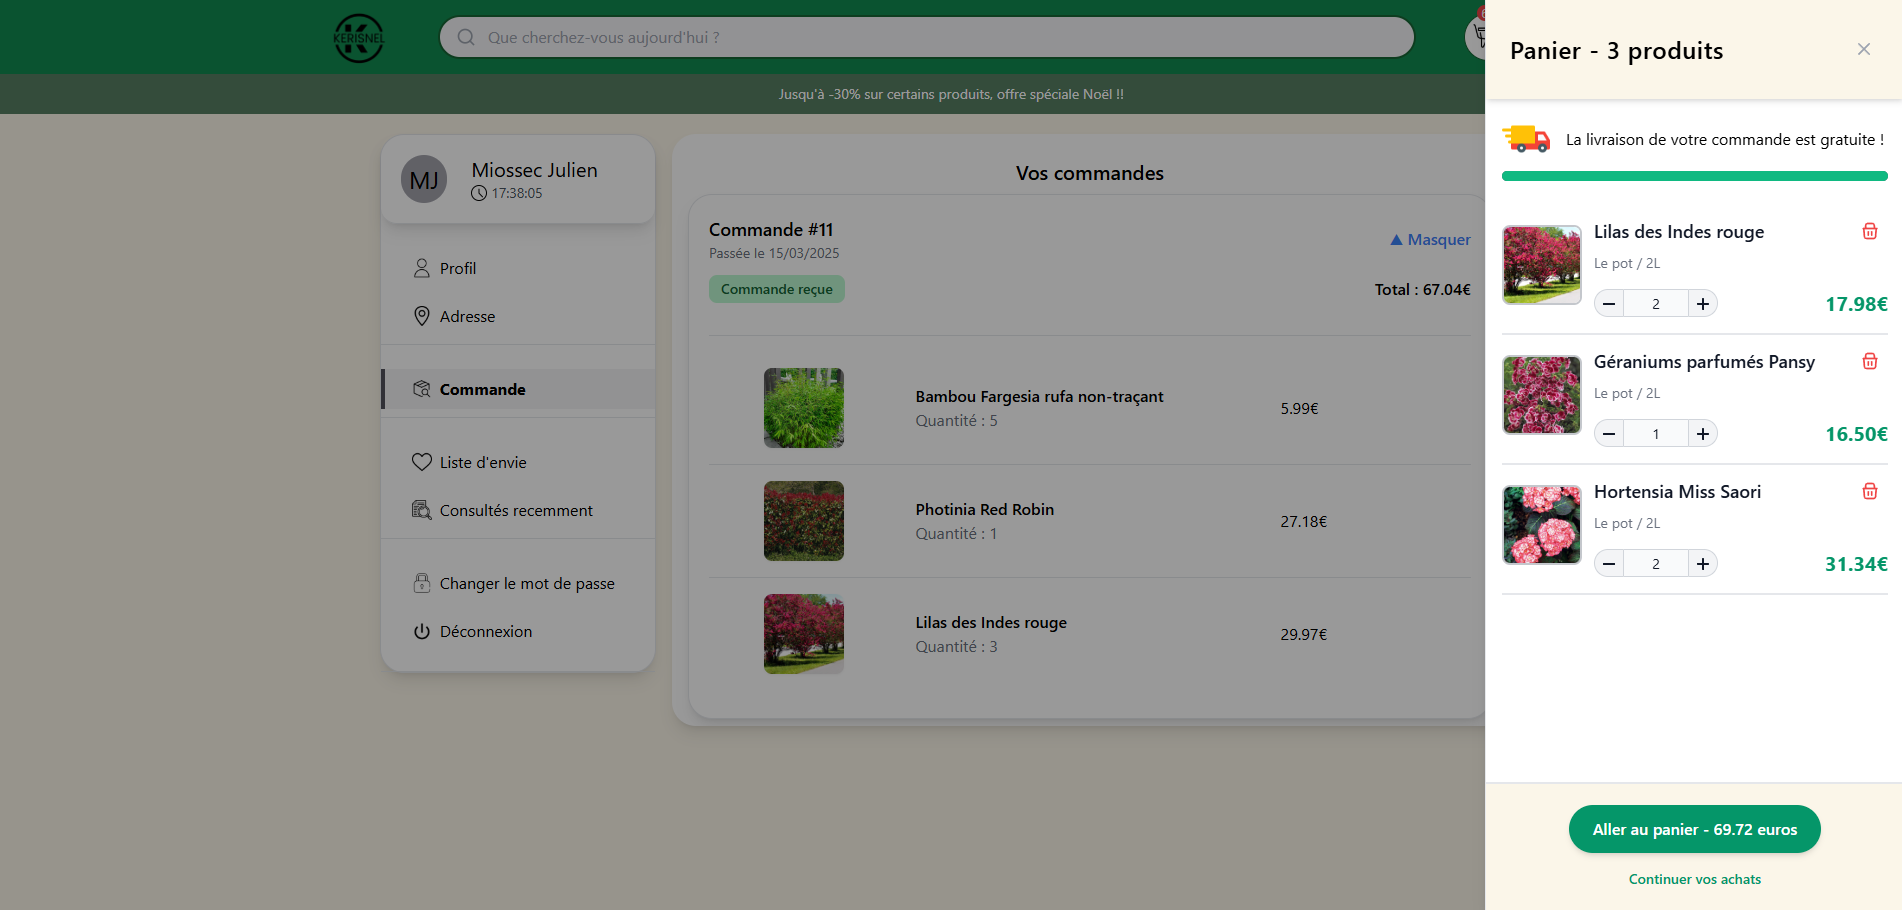 KERISNEL
Que cherchez-vous aujourd'hui ?
Jusqu'à -30% sur certains produits, offre spéciale Noël !!
MJ
Miossec Julien
17:38:05
Profil
Adresse
Commande
Liste d'envie
Consultés recemment
Changer le mot de passe
Déconnexion
Vos commandes
Commande #11
Passée le 15/03/2025
▲ Masquer
Commande reçue
Total : 67.04€
Bambou Fargesia rufa non-traçant
Quantité : 5
5.99€
Photinia Red Robin
Quantité : 1
27.18€
Lilas des Indes rouge
Quantité : 3
29.97€
Panier - 3 produits
La livraison de votre commande est gratuite !
Lilas des Indes rouge
Le pot / 2L
2
17.98€
Géraniums parfumés Pansy
Le pot / 2L
1
16.50€
Hortensia Miss Saori
Le pot / 2L
2
31.34€
Aller au panier - 69.72 euros
Continuer vos achats